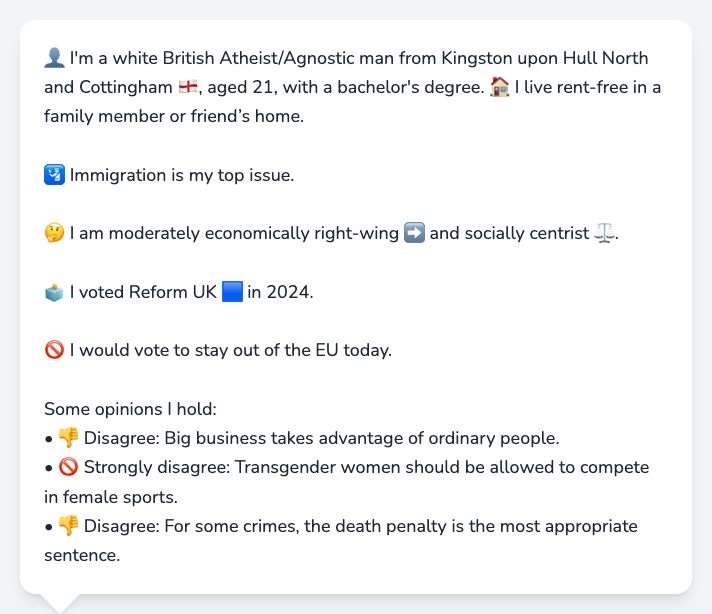 👤 I'm a white British Atheist/Agnostic man from Kingston upon Hull North
and Cottingham 🏴󠁧󠁢󠁥󠁮󠁧󠁿, aged 21, with a bachelor's degree. 🏠 I live rent-free in a
family member or friend’s home.
🛂 Immigration is my top issue.
🤔 I am moderately economically right-wing ➡️ and socially centrist ⚖️.
🗳️ I voted Reform UK 🟦 in 2024.
🚫 I would vote to stay out of the EU today.
Some opinions I hold:
• 👎 Disagree: Big business takes advantage of ordinary people.
• 🚫 Strongly disagree: Transgender women should be allowed to compete
in female sports.
• 👎 Disagree: For some crimes, the death penalty is the most appropriate
sentence.